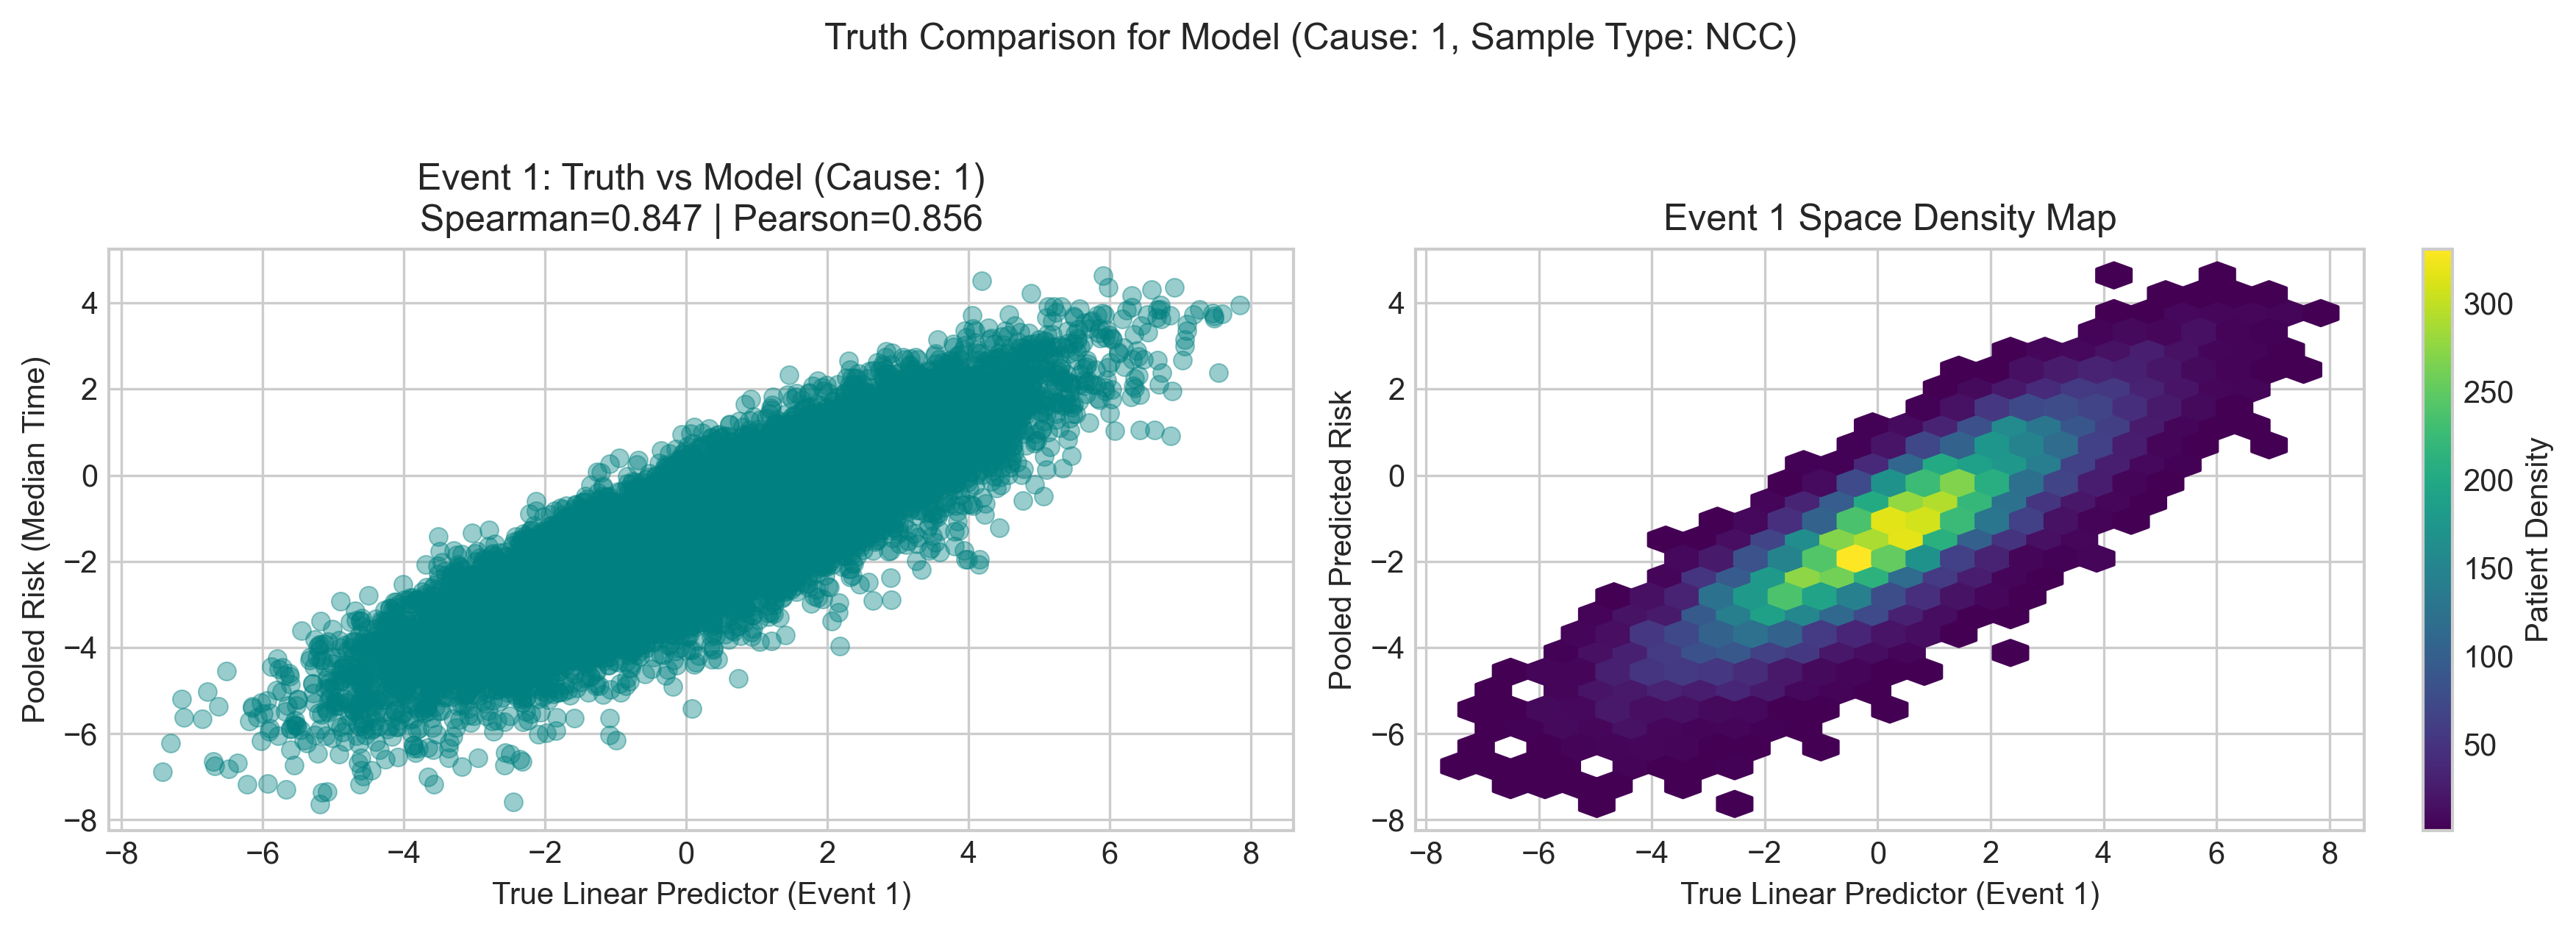 Truth Comparison for Model (Cause: 1, Sample Type: NCC)
Event 1: Truth vs Model (Cause: 1)
Spearman=0.847 | Pearson=0.856
Pooled Risk (Median Time)
4
2
0
−2
−4
−6
−8
−8 −6 −4 −2 0 2 4 6 8
True Linear Predictor (Event 1)
Event 1 Space Density Map
Pooled Predicted Risk
4
2
0
−2
−4
−6
−8
−8 −6 −4 −2 0 2 4 6 8
True Linear Predictor (Event 1)
300
250
200
150
100
50
Patient Density